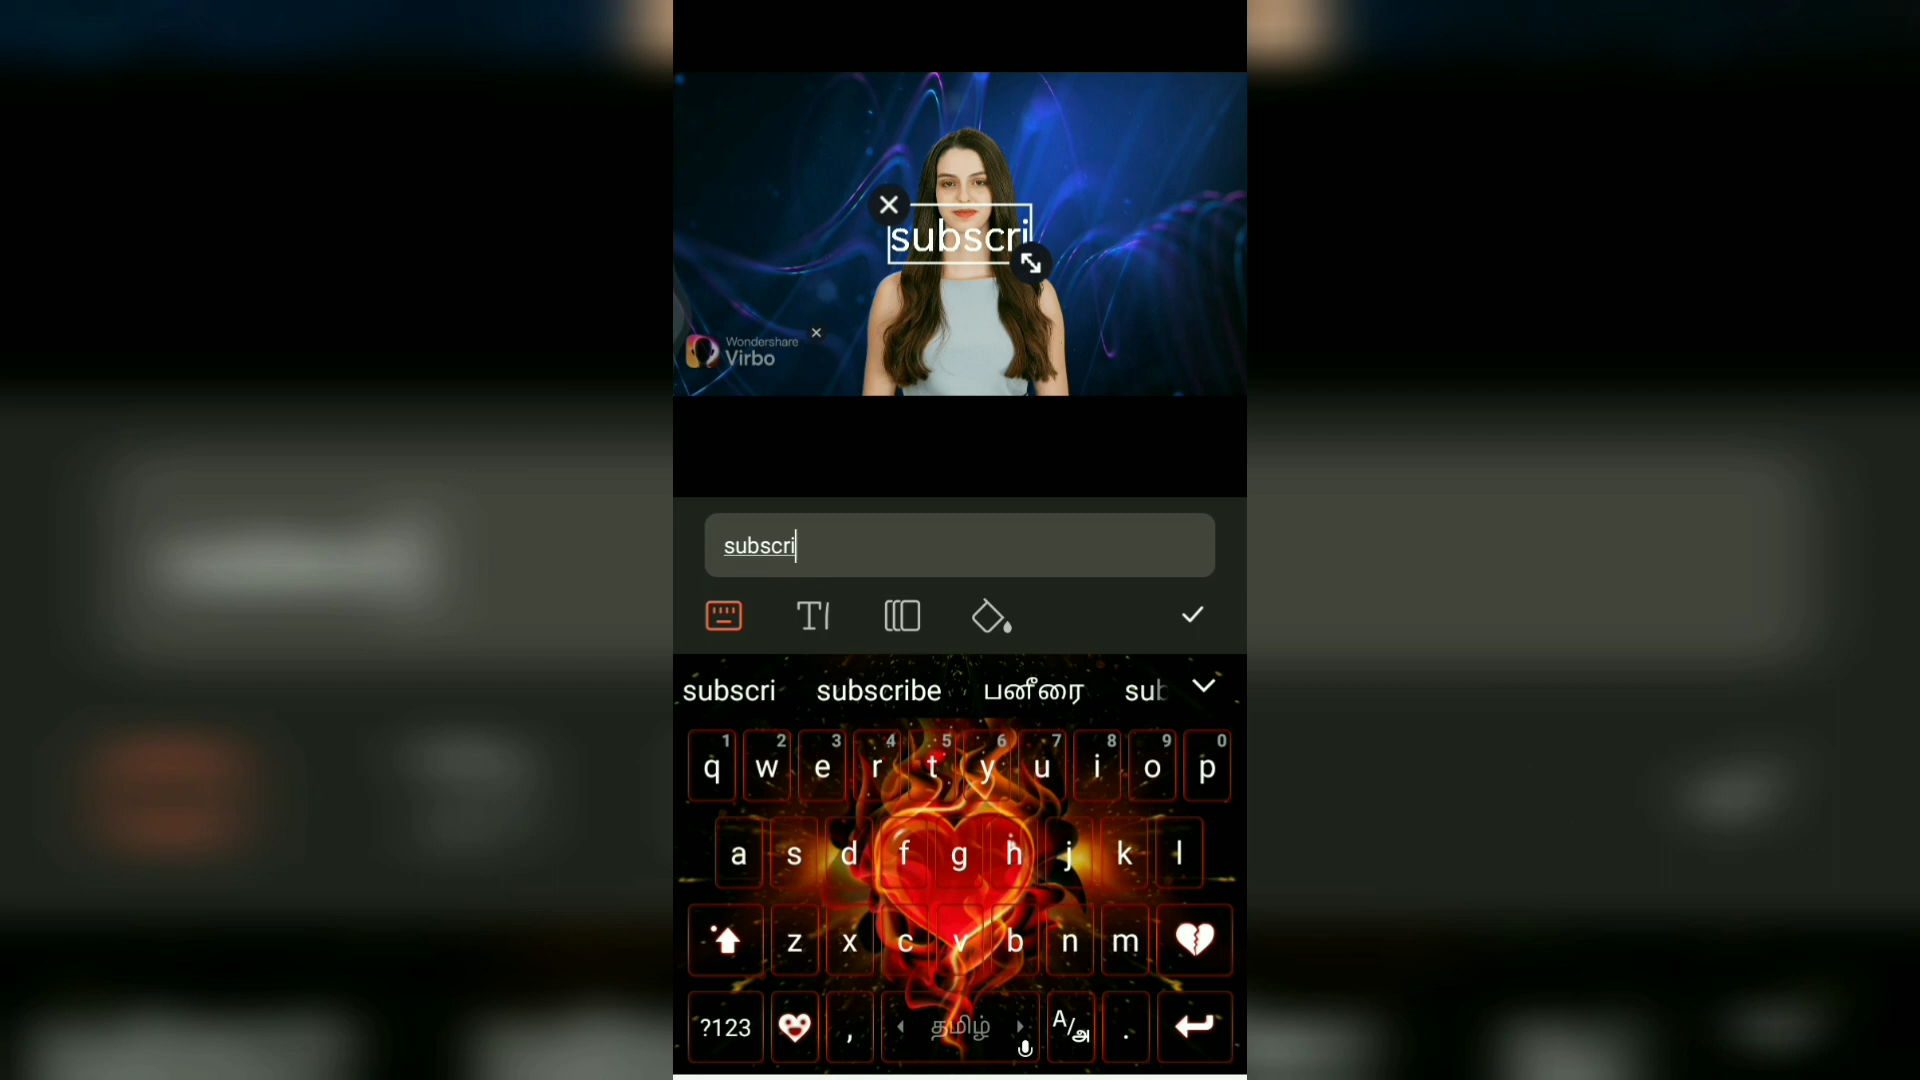 subscri
Wondershare
Virbo
subscri
subscri subscribe பனீரை sub
1 2 3 4 5 6 7 8 9 0
q w e r t y u i o p
a s d f g h j k l
z x c v b n m
?123 , தமிழ் A/அ .